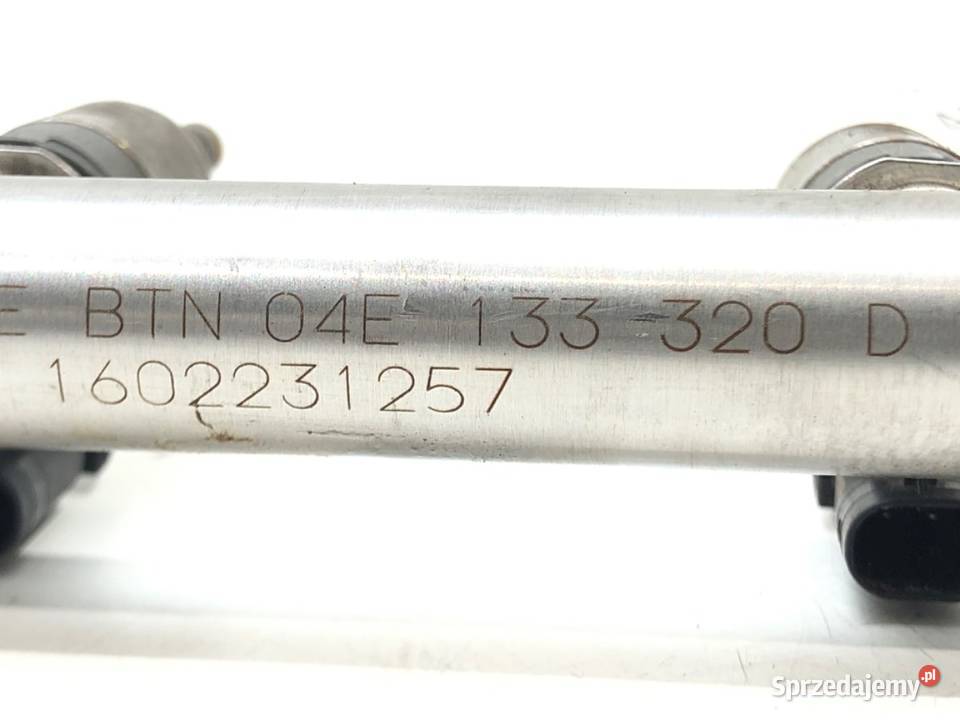 E BTN 04E 133 320 D
1602231257
Sprzedajemy.pl